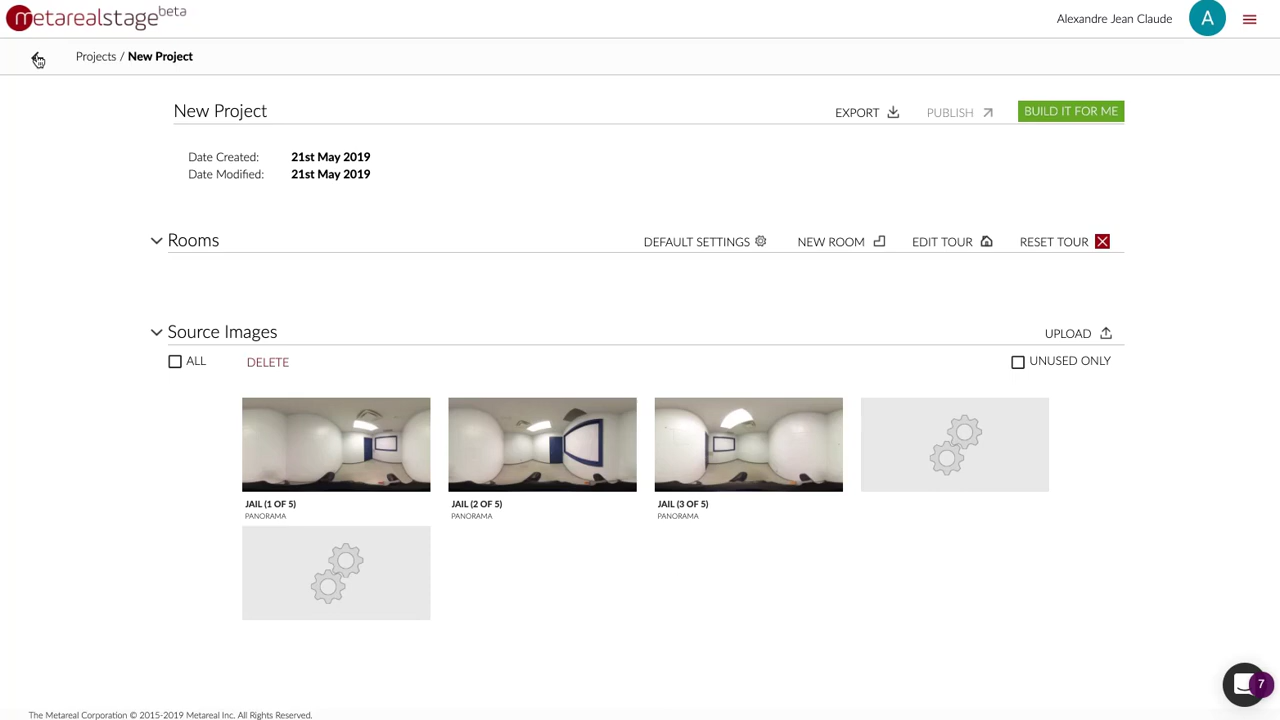 metarealstage beta
Alexandre Jean Claude
A
Projects / New Project
New Project
EXPORT
PUBLISH
BUILD IT FOR ME
Date Created: 21st May 2019
Date Modified: 21st May 2019
Rooms
DEFAULT SETTINGS
NEW ROOM
EDIT TOUR
RESET TOUR
Source Images
UPLOAD
ALL
DELETE
UNUSED ONLY
JAIL (1 OF 5)
PANORAMA
JAIL (2 OF 5)
PANORAMA
JAIL (3 OF 5)
PANORAMA
7
The Metareal Corporation © 2015-2019 Metareal Inc. All Rights Reserved.